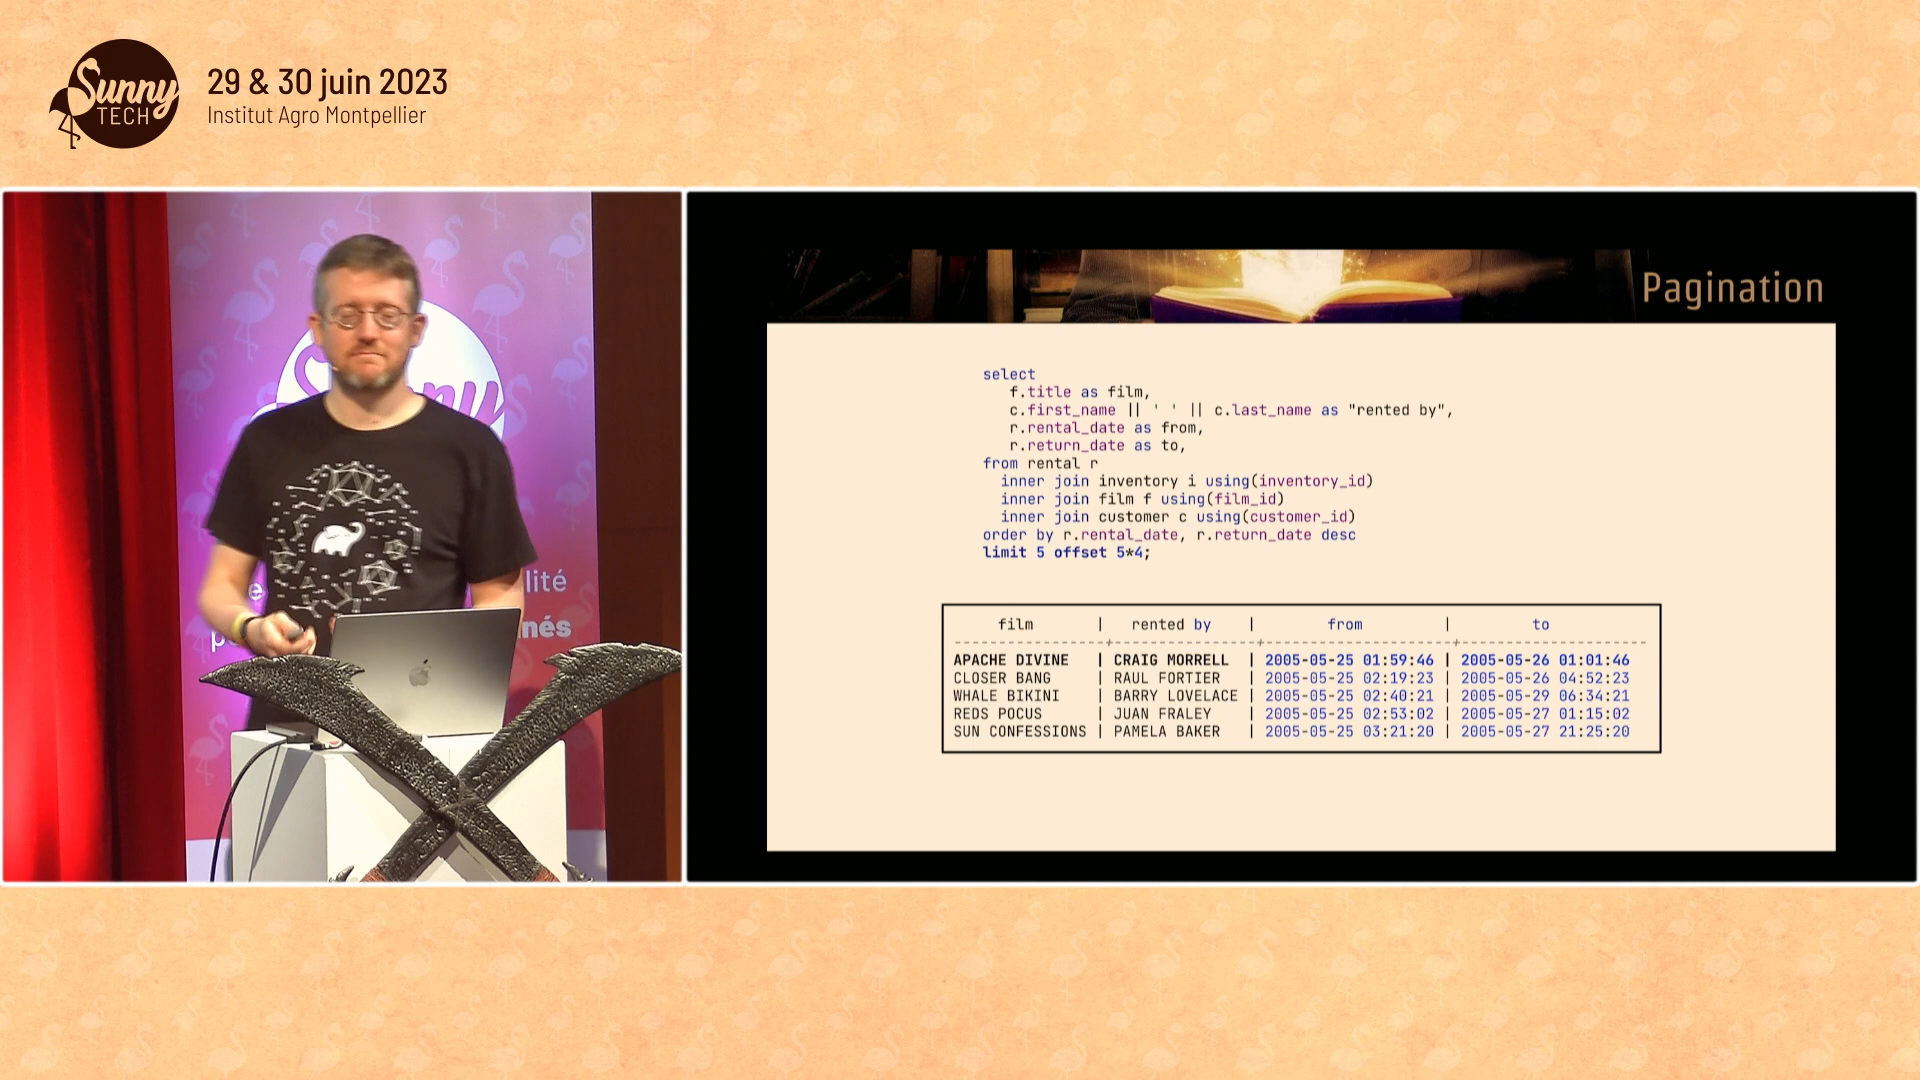 Sunny
TECH
29 & 30 juin 2023
Institut Agro Montpellier
lité
nés
Pagination
select
f.title as film,
c.first_name || ' ' || c.last_name as "rented by",
r.rental_date as from,
r.return_date as to,
from rental r
inner join inventory i using(inventory_id)
inner join film f using(film_id)
inner join customer c using(customer_id)
order by r.rental_date, r.return_date desc
limit 5 offset 5*4;
film | rented by | from | to
--------------------+------------------+-----------------------+-----------------------
APACHE DIVINE | CRAIG MORRELL | 2005-05-25 01:59:46 | 2005-05-26 01:01:46
CLOSER BANG | RAUL FORTIER | 2005-05-25 02:19:23 | 2005-05-26 04:52:23
WHALE BIKINI | BARRY LOVELACE | 2005-05-25 02:40:21 | 2005-05-29 06:34:21
REDS POCUS | JUAN FRALEY | 2005-05-25 02:53:02 | 2005-05-27 01:15:02
SUN CONFESSIONS | PAMELA BAKER | 2005-05-25 03:21:20 | 2005-05-27 21:25:20